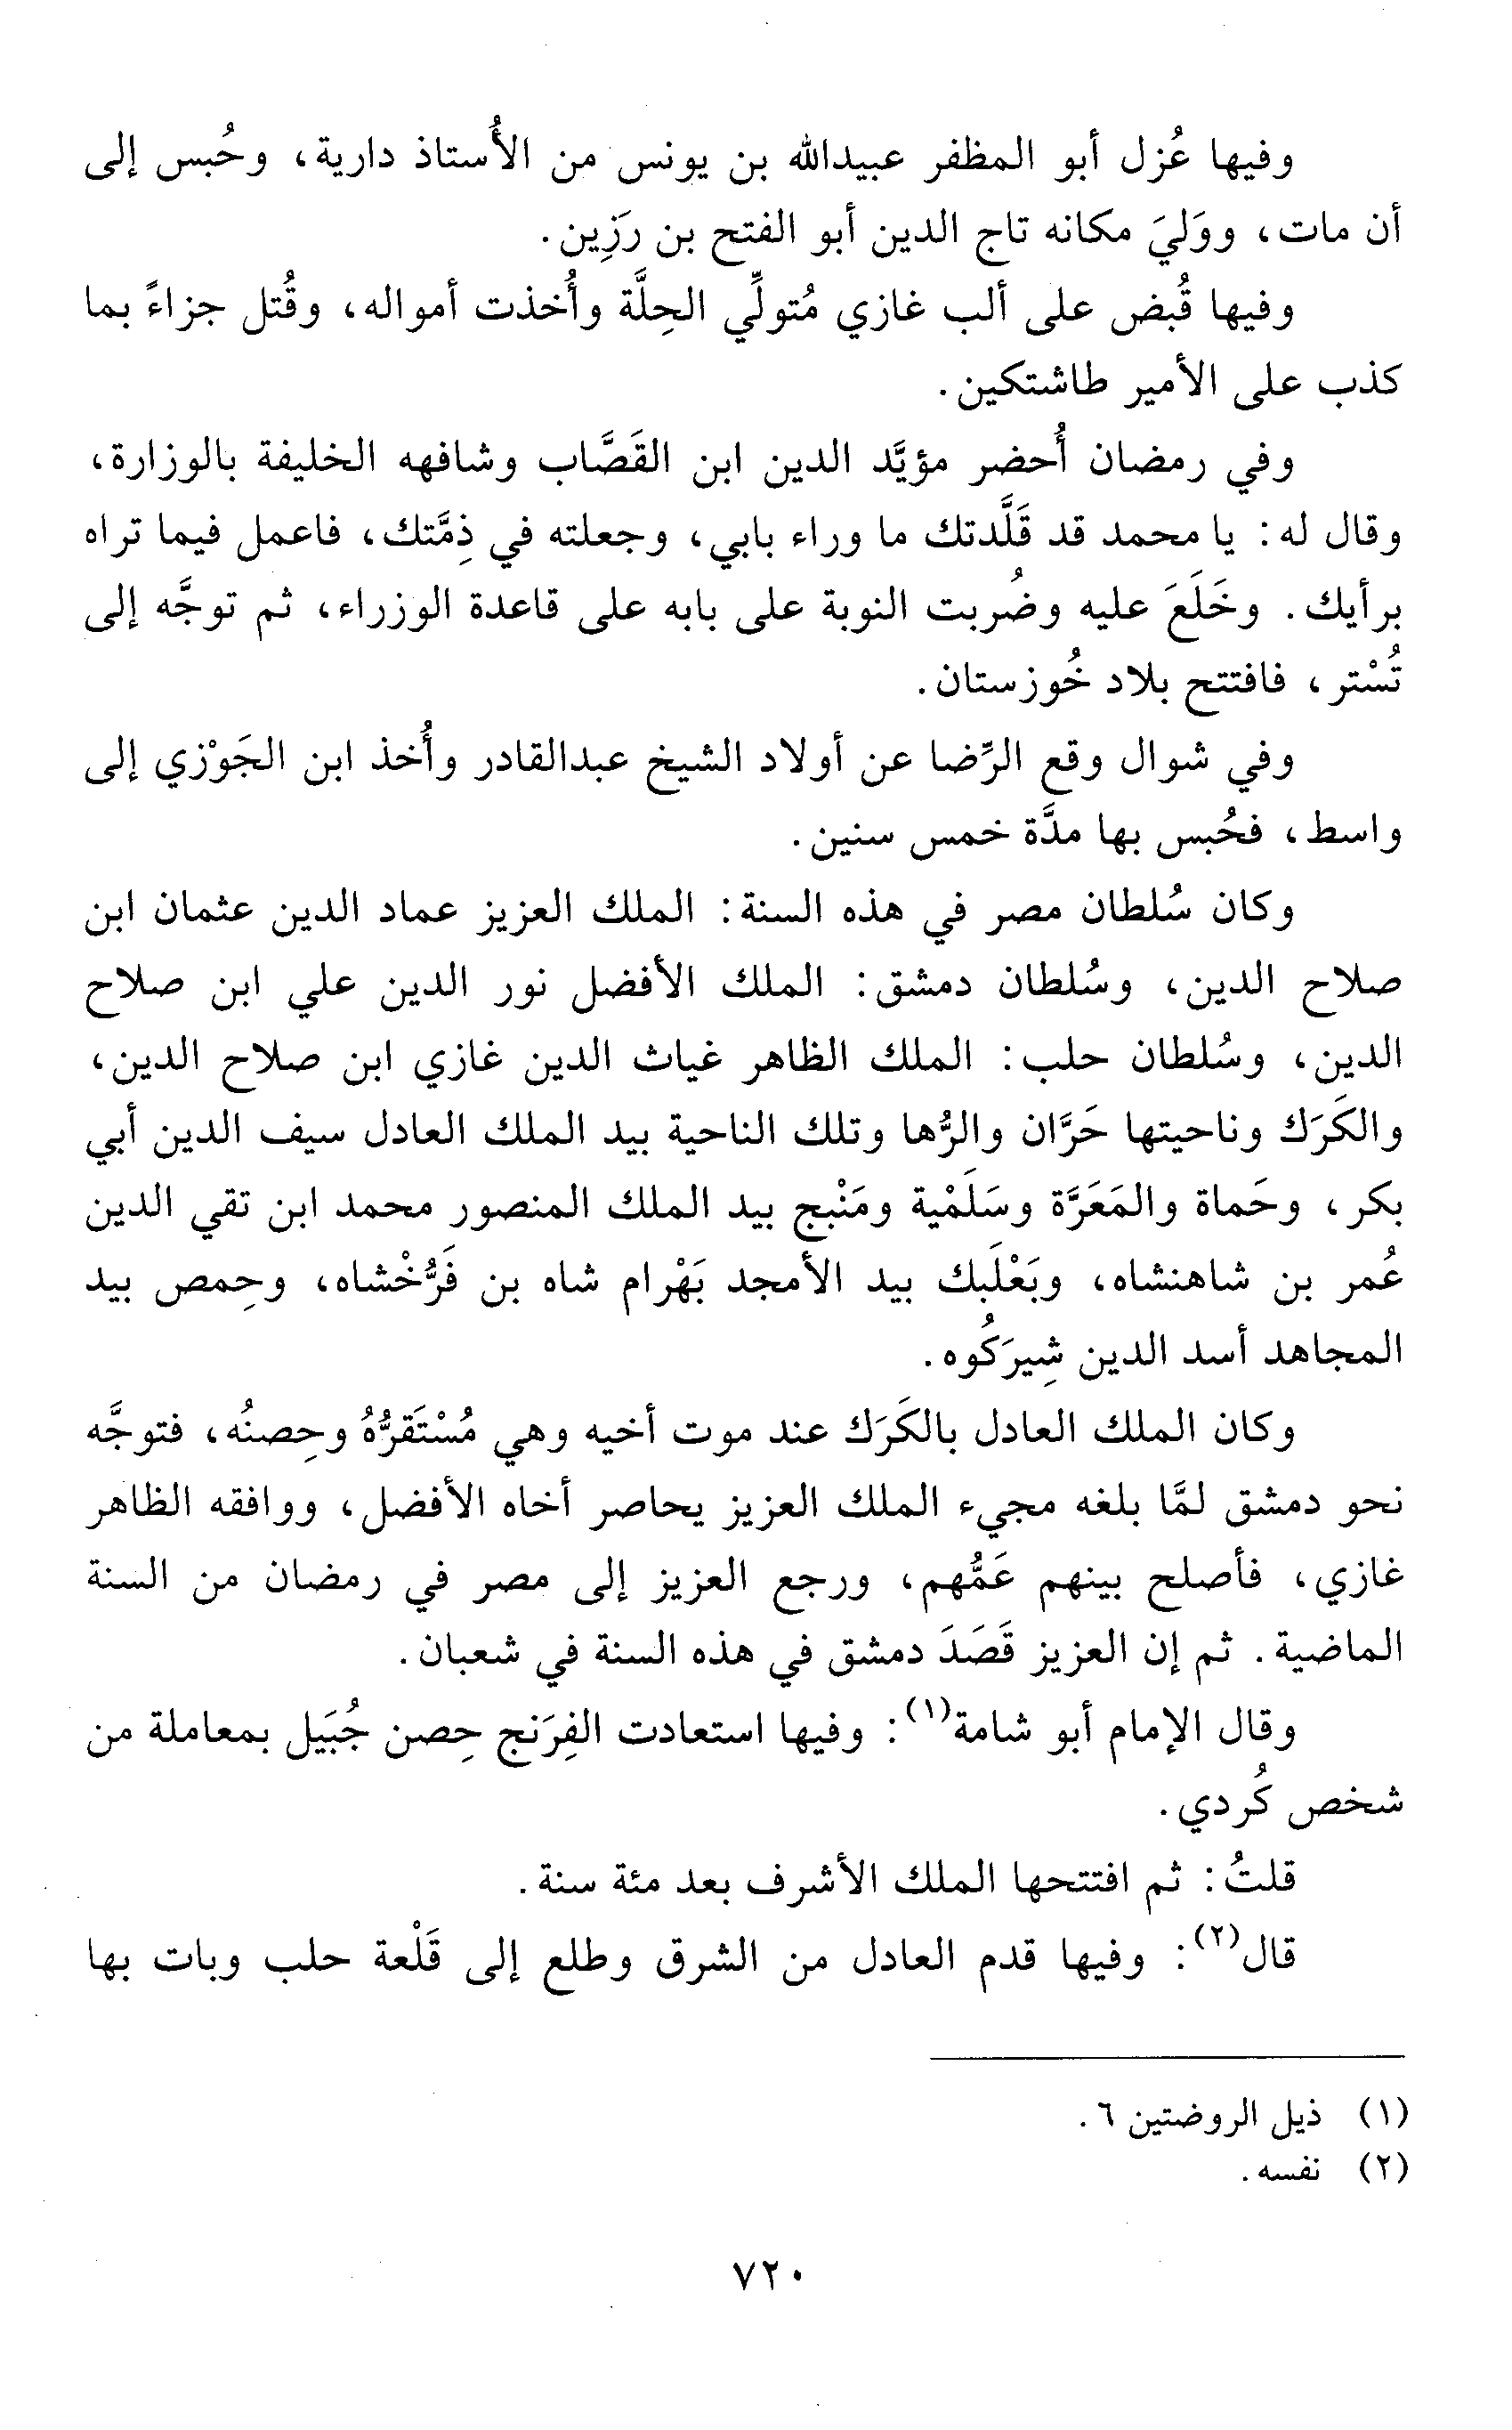 وفيها عُزل أبو المظفر عبيدالله بن يونس من الأُستاذ دارية، وحُبس إلى
أن مات، ووَليَ مكانه تاج الدين أبو الفتح بن رَزِين.
وفيها قُبض على ألب غازي مُتولِّي الحِلَّة وأُخذت أمواله، وقُتل جزاءً بما
كذب على الأمير طاشتكين.
وفي رمضان أُحضر مؤيَّد الدين ابن القَصَّاب وشافهه الخليفة بالوزارة،
وقال له: يا محمد قد قَلَّدتك ما وراء بابي، وجعلته في ذِمَّتك، فاعمل فيما تراه
برأيك. وخَلَعَ عليه وضُربت النوبة على بابه على قاعدة الوزراء، ثم توجَّه إلى
تُسْتر، فافتتح بلاد خُوزستان.
وفي شوال وقع الرِّضا عن أولاد الشيخ عبدالقادر وأُخذ ابن الجَوْزي إلى
واسط، فحُبس بها مدَّة خمس سنين.
وكان سُلطان مصر في هذه السنة: الملك العزيز عماد الدين عثمان ابن
صلاح الدين، وسُلطان دمشق: الملك الأفضل نور الدين علي ابن صلاح
الدين، وسُلطان حلب: الملك الظاهر غياث الدين غازي ابن صلاح الدين،
والكَرَك وناحيتها حَرَّان والرُّها وتلك الناحية بيد الملك العادل سيف الدين أبي
بكر، وحَماة والمَعَرَّة وسَلَمْية ومَنْبج بيد الملك المنصور محمد ابن تقي الدين
عُمر بن شاهنشاه، وبَعْلَبك بيد الأمجد بَهْرام شاه بن فَرُّخْشاه، وحِمص بيد
المجاهد أسد الدين شِيرَكُوه.
وكان الملك العادل بالكَرَك عند موت أخيه وهي مُسْتَقرُّهُ وحِصنُه، فتوجَّه
نحو دمشق لمَّا بلغه مجيء الملك العزيز يحاصر أخاه الأفضل، ووافقه الظاهر
غازي، فأصلح بينهم عَمُّهم، ورجع العزيز إلى مصر في رمضان من السنة
الماضية. ثم إن العزيز قَصَدَ دمشق في هذه السنة في شعبان.
وقال الإمام أبو شامة(١): وفيها استعادت الفِرَنج حِصن جُبَيل بمعاملة من
شخص كُردي.
قلتُ: ثم افتتحها الملك الأشرف بعد مئة سنة.
قال(٢): وفيها قدم العادل من الشرق وطلع إلى قَلْعة حلب وبات بها
(١) ذيل الروضتين ٦.
(٢) نفسه.
٧٢٠